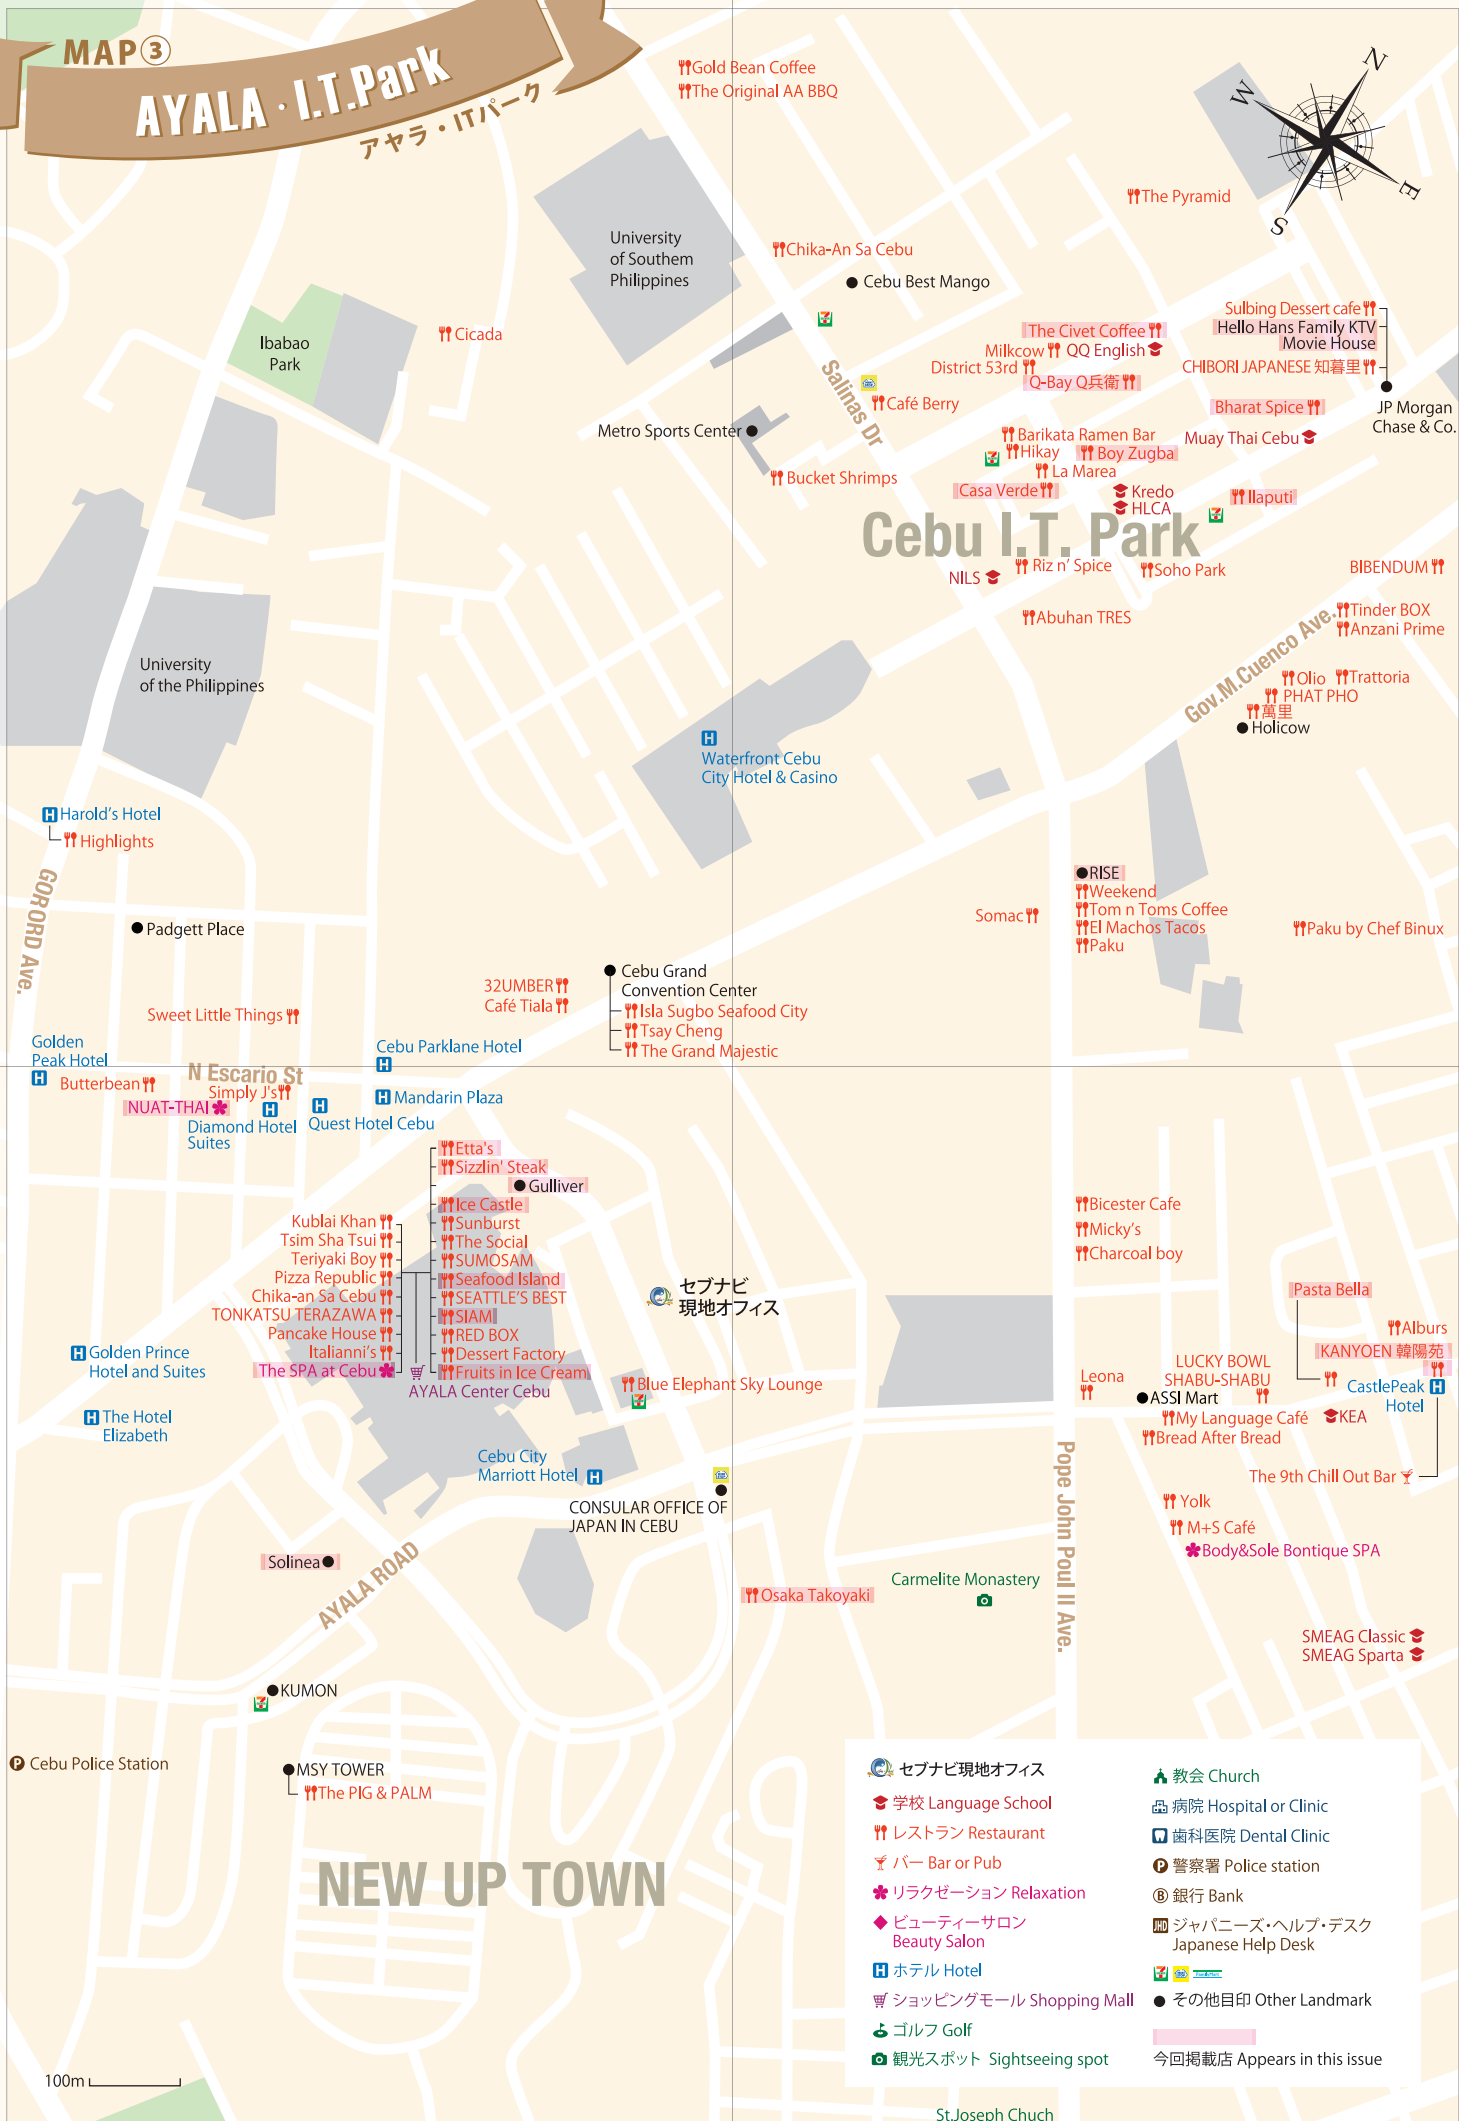 MAP③
AYALA・I.T.Park
アヤラ・ITパーク
N
W
E
S
Gold Bean Coffee
The Original AA BBQ
The Pyramid
University
of Southern
Philippines
Chika-An Sa Cebu
Cebu Best Mango
Ibabao
Park
Cicada
Salinas Dr
Sulbing Dessert cafe
Hello Hans Family KTV
Movie House
CHIBORI JAPANESE 知暮里
JP Morgan
Chase & Co.
The Civet Coffee
Milkcow
QQ English
District 53rd
Q-Bay Q兵衛
Café Berry
Bharat Spice
Muay Thai Cebu
Metro Sports Center
Barikata Ramen Bar
Hikay
Boy Zugba
La Marea
Bucket Shrimps
Casa Verde
Kredo
HLCA
Ilaputi
Cebu I.T. Park
NILS
Riz n' Spice
Soho Park
BIBENDUM
Abuhan TRES
Tinder BOX
Anzani Prime
Gov.M.Cuenco Ave.
University
of the Philippines
Olio
Trattoria
PHAT PHO
萬里
Holicow
Waterfront Cebu
City Hotel & Casino
Harold's Hotel
Highlights
GORORD Ave.
RISE
Weekend
Tom n Toms Coffee
El Machos Tacos
Paku
Somac
Paku by Chef Binux
Padgett Place
Cebu Grand
Convention Center
Isla Sugbo Seafood City
Tsay Cheng
The Grand Majestic
32UMBER
Café Tiala
Sweet Little Things
Golden
Peak Hotel
Cebu Parklane Hotel
N Escario St
Butterbean
Simply J's
NUAT-THAI
Mandarin Plaza
Diamond Hotel
Suites
Quest Hotel Cebu
Etta's
Sizzlin' Steak
Gulliver
Ice Castle
Sunburst
The Social
SUMOSAM
Seafood Island
SEATTLE'S BEST
SIAM
RED BOX
Dessert Factory
Fruits in Ice Cream
Kublai Khan
Tsim Sha Tsui
Teriyaki Boy
Pizza Republic
Chika-an Sa Cebu
TONKATSU TERAZAWA
Pancake House
Italianni's
The SPA at Cebu
AYALA Center Cebu
セブナビ
現地オフィス
Bicester Cafe
Micky's
Charcoal boy
Pasta Bella
Alburs
KANYOEN 韓陽苑
LUCKY BOWL
SHABU-SHABU
CastlePeak
Hotel
Leona
ASSI Mart
My Language Café
KEA
Bread After Bread
The 9th Chill Out Bar
Golden Prince
Hotel and Suites
The Hotel
Elizabeth
Blue Elephant Sky Lounge
Cebu City
Marriott Hotel
CONSULAR OFFICE OF
JAPAN IN CEBU
Yolk
M+S Café
Body&Sole Bontique SPA
Pope John Poul II Ave.
Solinea
AYALA ROAD
Osaka Takoyaki
Carmelite Monastery
SMEAG Classic
SMEAG Sparta
KUMON
Cebu Police Station
MSY TOWER
The PIG & PALM
NEW UP TOWN
100m
セブナビ現地オフィス
学校 Language School
レストラン Restaurant
バー Bar or Pub
リラクゼーション Relaxation
ビューティーサロン
Beauty Salon
ホテル Hotel
ショッピングモール Shopping Mall
ゴルフ Golf
観光スポット Sightseeing spot
教会 Church
病院 Hospital or Clinic
歯科医院 Dental Clinic
警察署 Police station
銀行 Bank
JHD ジャパニーズ・ヘルプ・デスク
Japanese Help Desk
FamilyMart
その他目印 Other Landmark
今回掲載店 Appears in this issue
St.Joseph Chuch